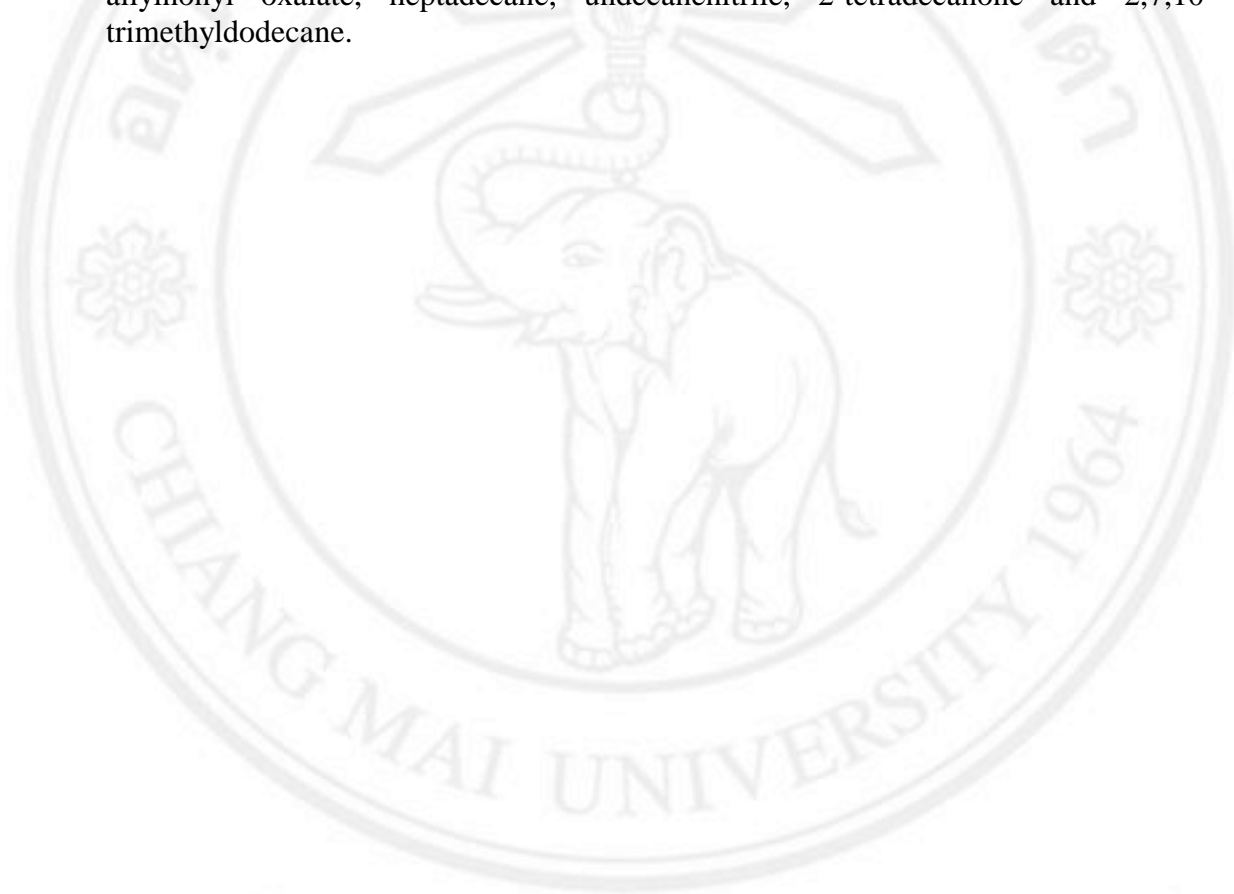 allylnonyl oxalate, heptadecane, undecanenitrile, 2-tetradecanone and 2,7,10-
trimethyldodecane.
CHIANG MAI UNIVERSITY 1964